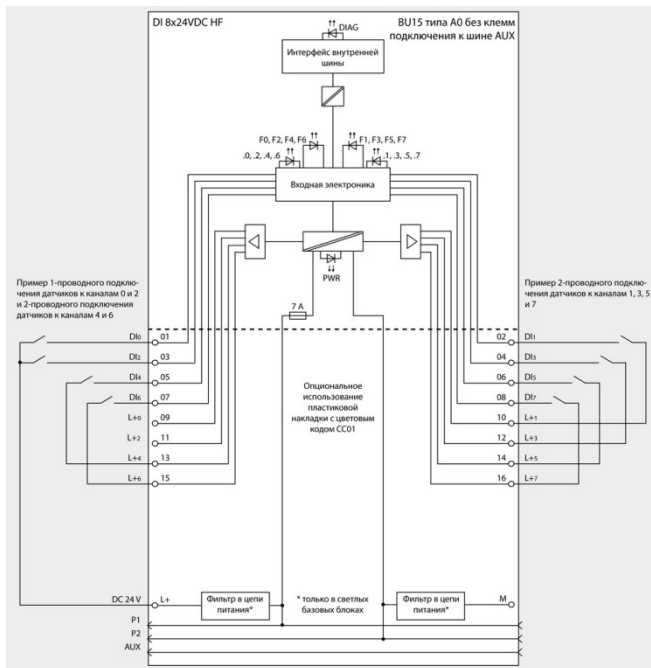 DI 8x24VDC HF
BU15 типа A0 без клемм
подключения к шине AUX
DIAG
Интерфейс внутренней
шины
F0, F2, F4, F6
F1, F3, F5, F7
.0, .2, .4, .6
.1, .3, .5, .7
Входная электроника
PWR
7 A
Пример 1-проводного подклю-
чения датчиков к каналам 0 и 2
и 2-проводного подключения
датчиков к каналам 4 и 6
Пример 2-проводного подклю-
чения датчиков к каналам 1, 3, 5
и 7
DI0 01
02 DI1
DI2 03
04 DI3
DI4 05
06 DI5
DI6 07
08 DI7
L+0 09
10 L+1
L+2 11
12 L+3
L+4 13
14 L+5
L+6 15
16 L+7
Опциональное
использование
пластиковой
накладки с цветовым
кодом CC01
DC 24 V L+
Фильтр в цепи
питания*
* только в светлых
базовых блоках
Фильтр в цепи
питания*
M
P1
P2
AUX